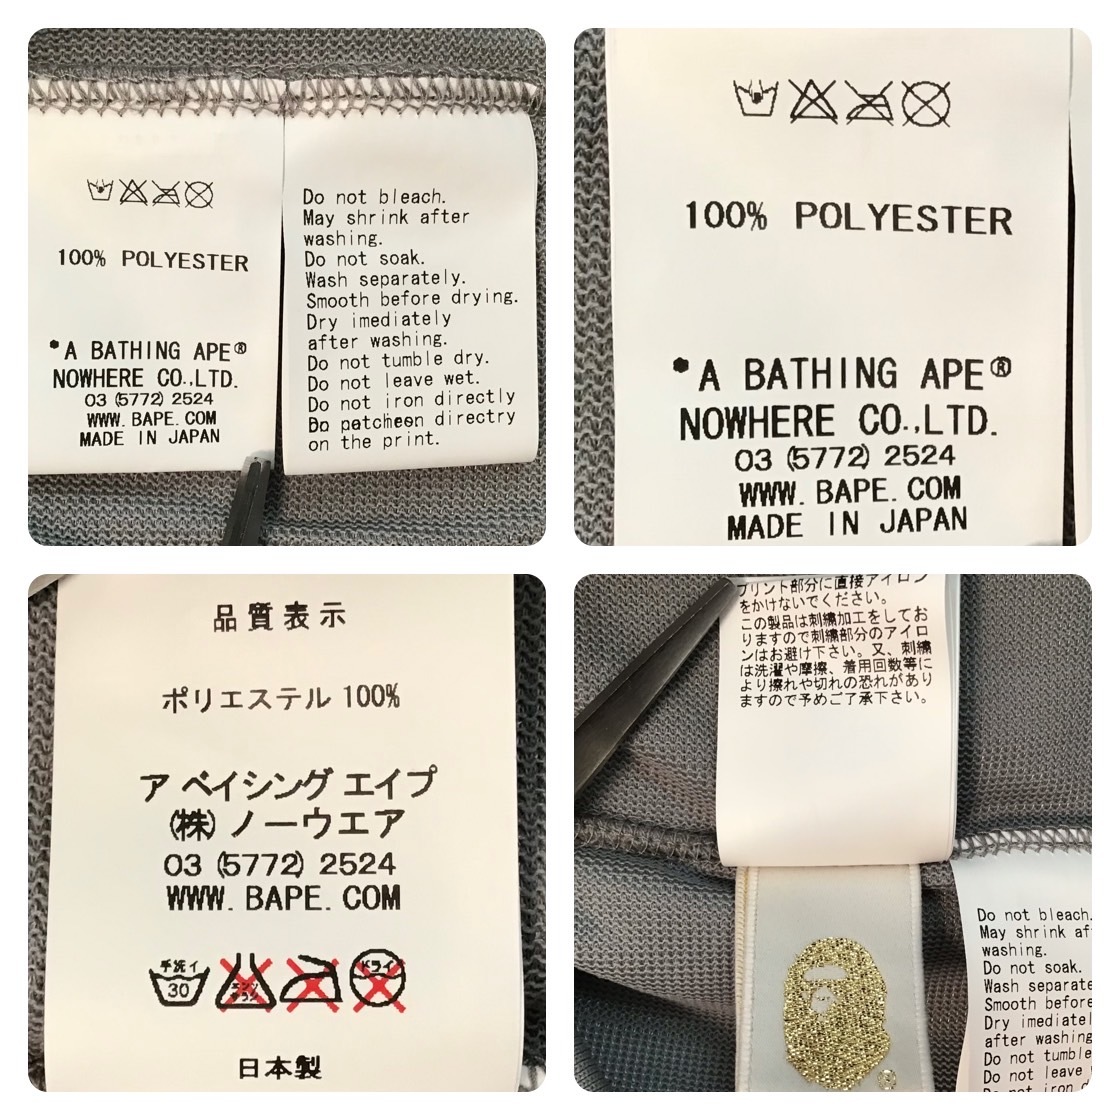 100% POLYESTER
*A BATHING APE®
NOWHERE CO.,LTD.
03 (5772) 2524
WWW. BAPE. COM
MADE IN JAPAN
Do not bleach.
May shrink after
washing.
Do not soak.
Wash separately.
Smooth before drying.
Dry imediately
after washing.
Do not tumble dry.
Do not leave wet.
Do not iron directly
on the print.
100% POLYESTER
*A BATHING APE®
NOWHERE CO.,LTD.
03 (5772) 2524
WWW. BAPE. COM
MADE IN JAPAN
品質表示
ポリエステル 100%
ア ベイシング エイプ
(株) ノーウエア
03 (5772) 2524
WWW. BAPE. COM
手洗イ
30
エンソ
サラシ
ドライ
日本製
プリント部分に直接アイロン
をかけないでください。
この製品は刺繍加工をしてお
りますので刺繍部分のアイロ
ンはお避け下さい。又、刺繍
は洗濯や摩擦、着用回数等に
より擦れや切れの恐れがあり
ますので予めご了承下さい。
®
Do not bleach.
May shrink af
washing.
Do not soak.
Wash separate
Smooth before
Dry imediatel
after washing
Do not tumble
Do not leave
Do not iron d